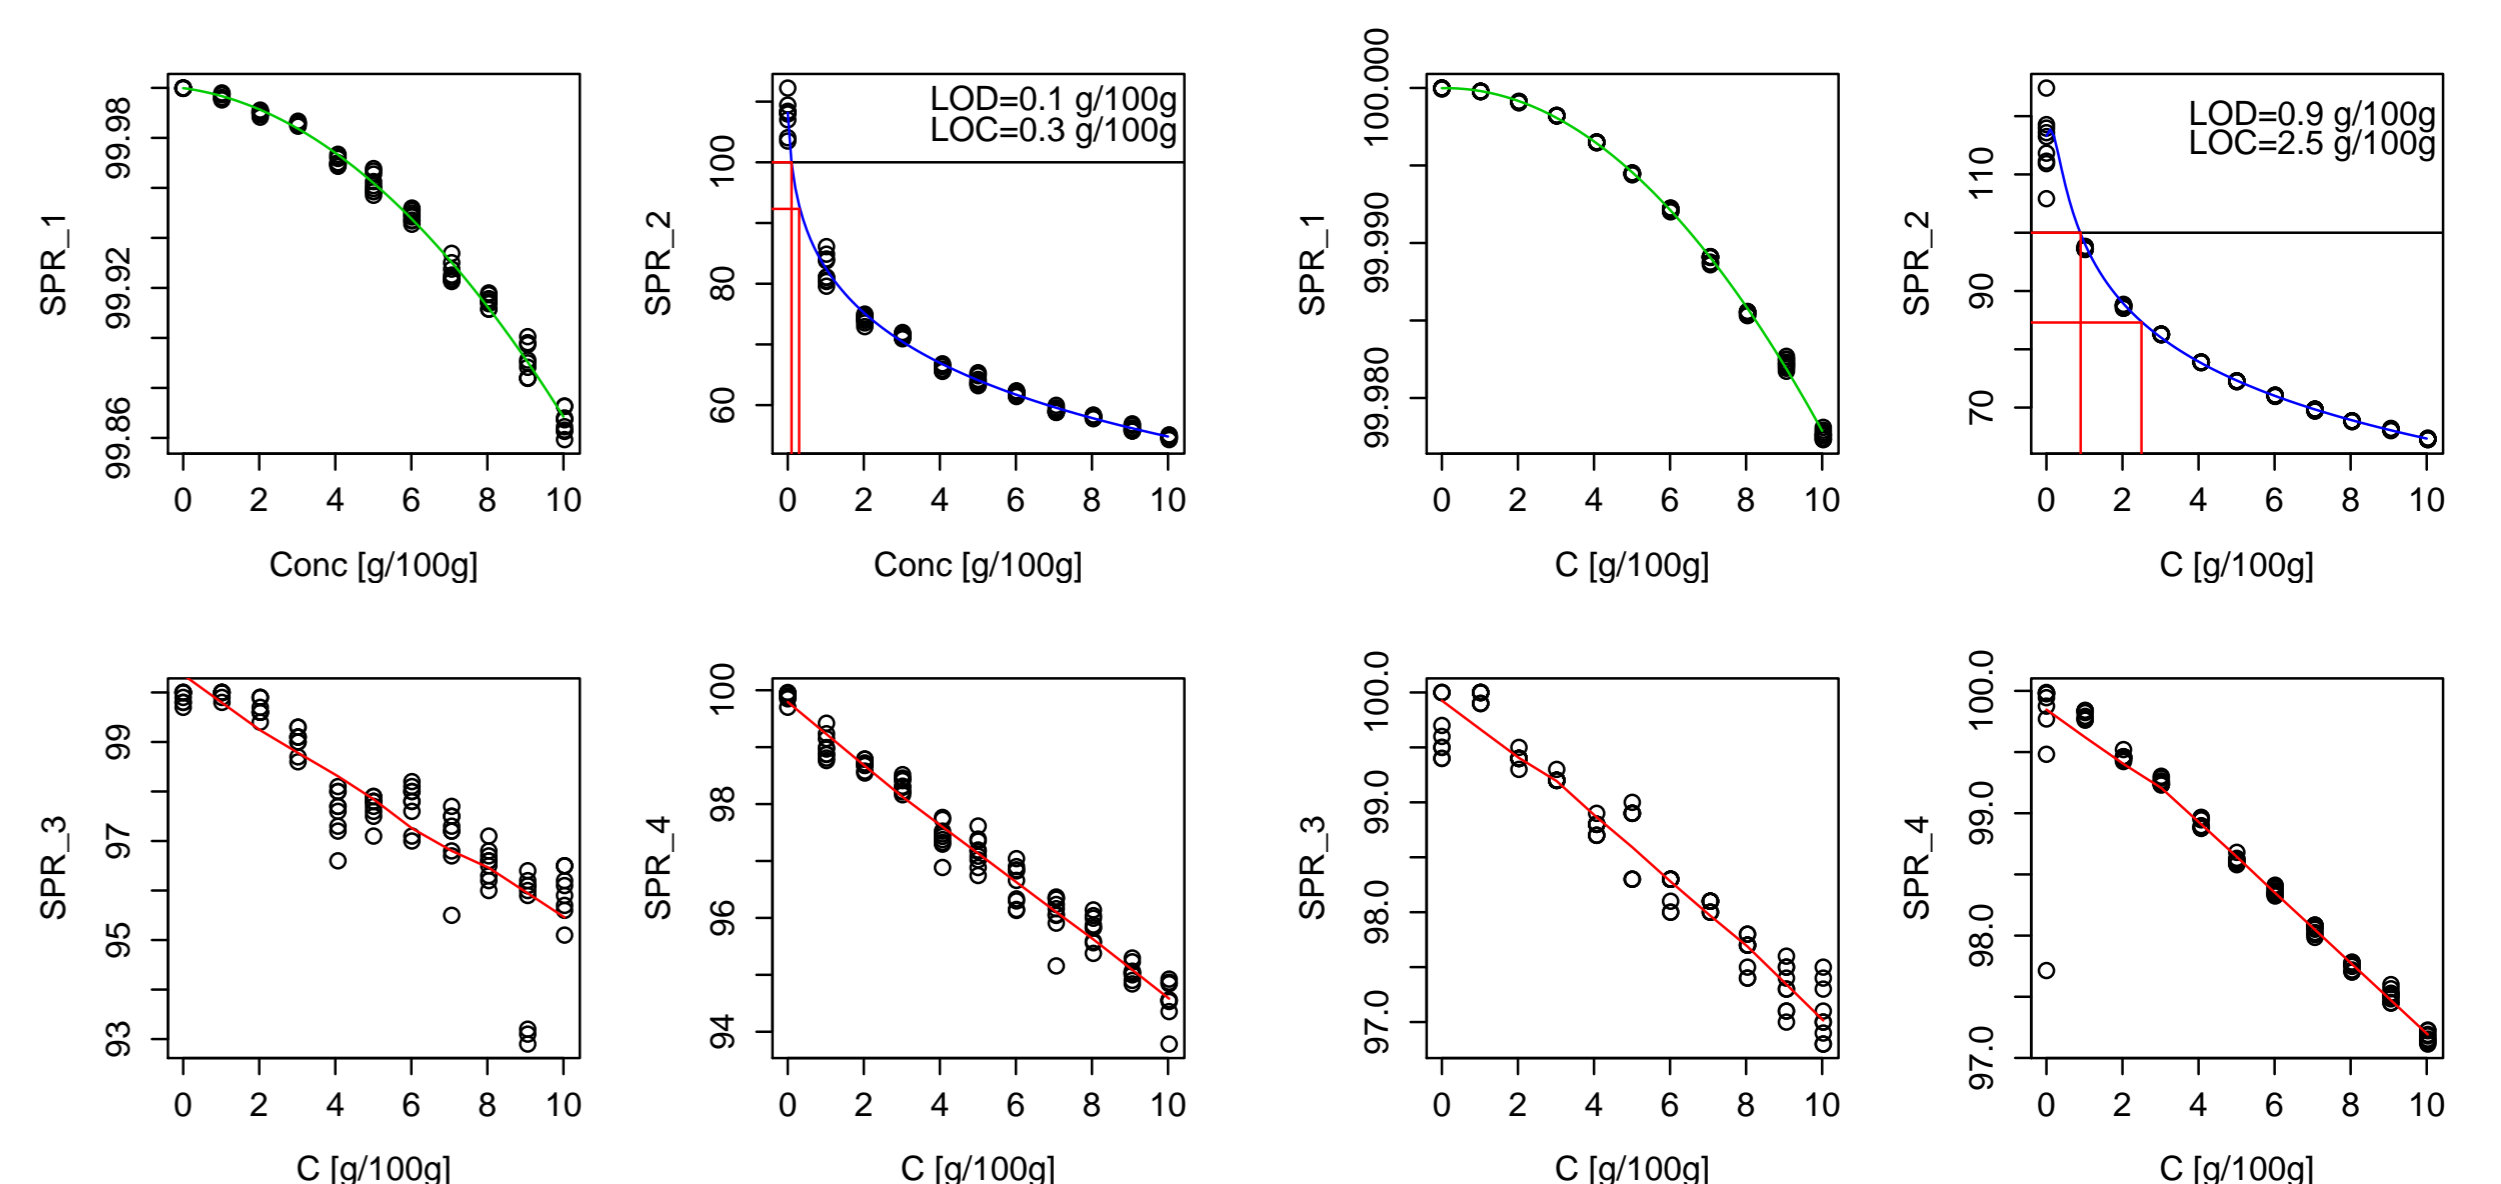 SPR_1
99.86
99.92
99.98
0 2 4 6 8 10
Conc [g/100g]
SPR_2
60
80
100
LOD=0.1 g/100g
LOC=0.3 g/100g
0 2 4 6 8 10
Conc [g/100g]
SPR_1
99.980
99.990
100.000
0 2 4 6 8 10
C [g/100g]
SPR_2
70
90
110
LOD=0.9 g/100g
LOC=2.5 g/100g
0 2 4 6 8 10
C [g/100g]
SPR_3
93
95
97
99
0 2 4 6 8 10
C [g/100g]
SPR_4
94
96
98
100
0 2 4 6 8 10
C [g/100g]
SPR_3
97.0
98.0
99.0
100.0
0 2 4 6 8 10
C [g/100g]
SPR_4
97.0
98.0
99.0
100.0
0 2 4 6 8 10
C [g/100g]